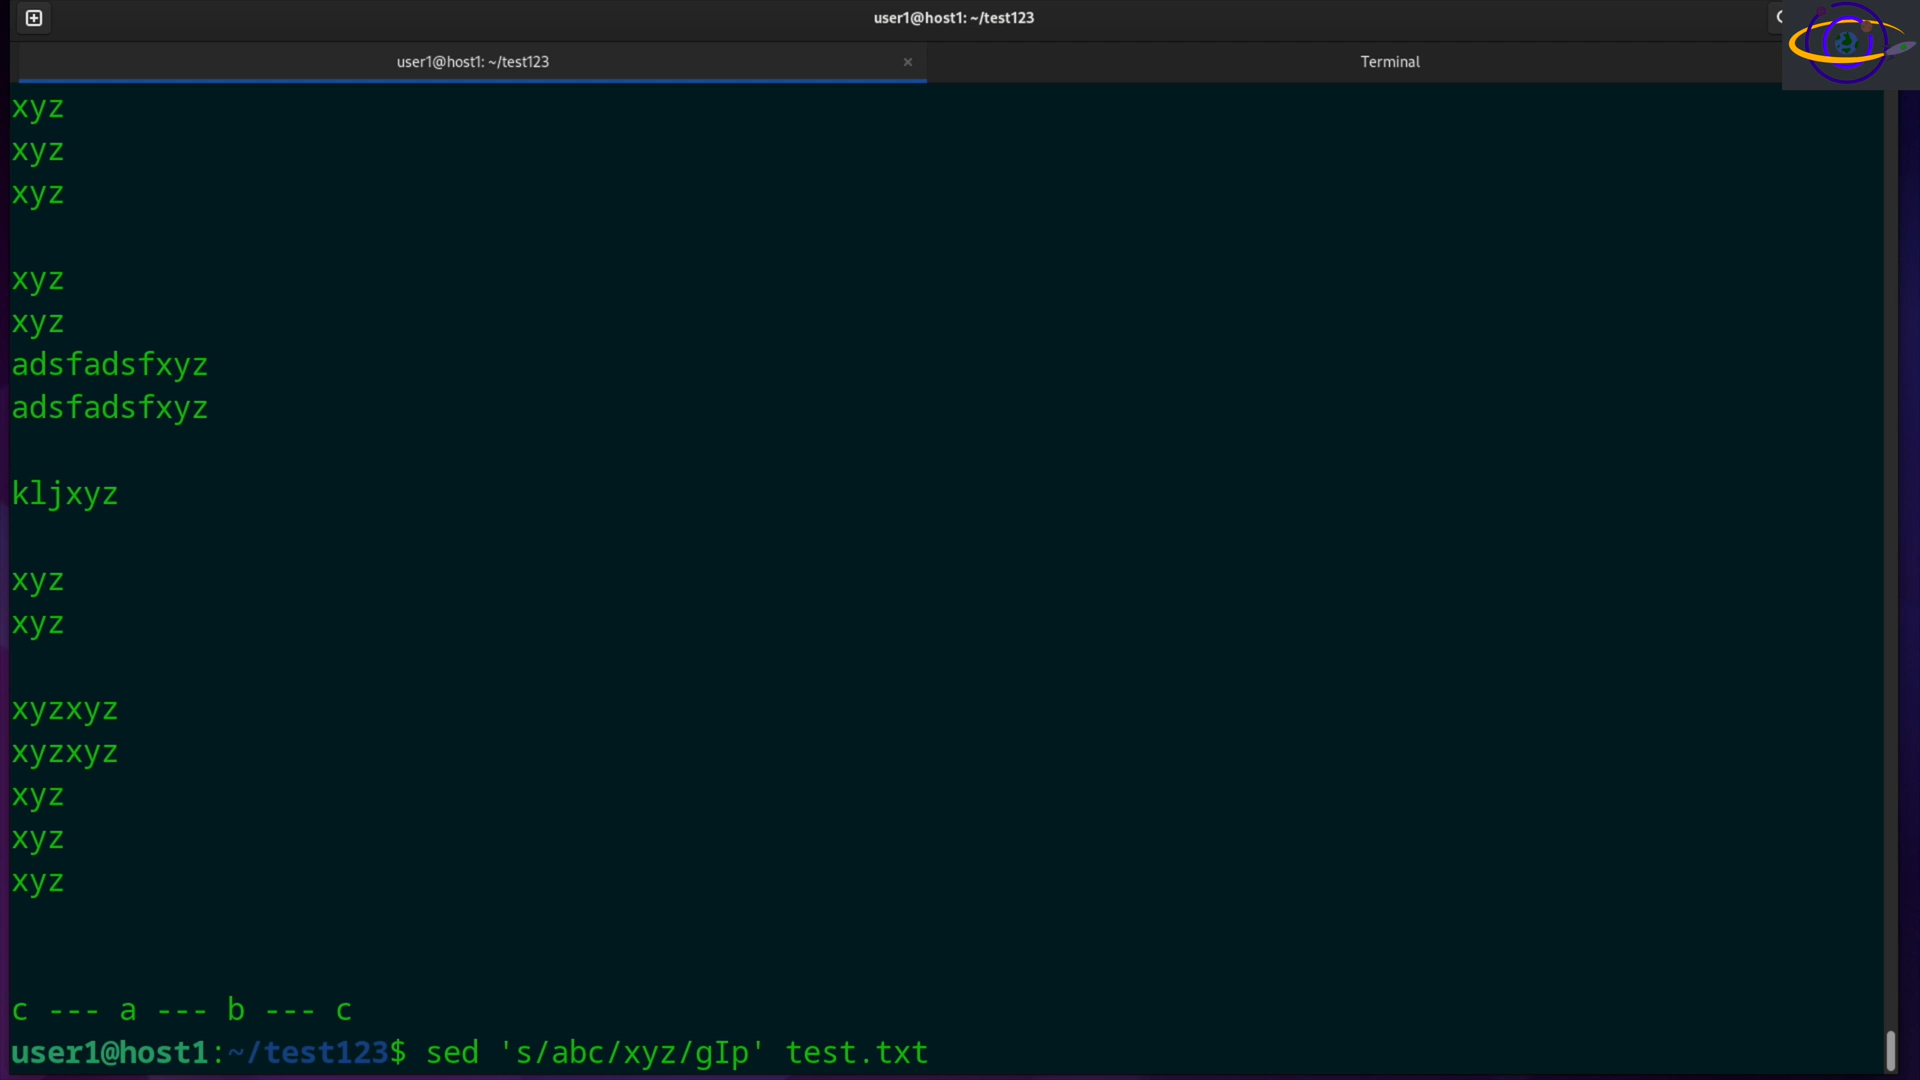 user1@host1: ~/test123
user1@host1: ~/test123
Terminal
xyz
xyz
xyz
xyz
xyz
adsfadsfxyz
adsfadsfxyz
kljxyz
xyz
xyz
xyzxyz
xyzxyz
xyz
xyz
xyz
c --- a --- b --- c
user1@host1:~/test123$ sed 's/abc/xyz/gIp' test.txt